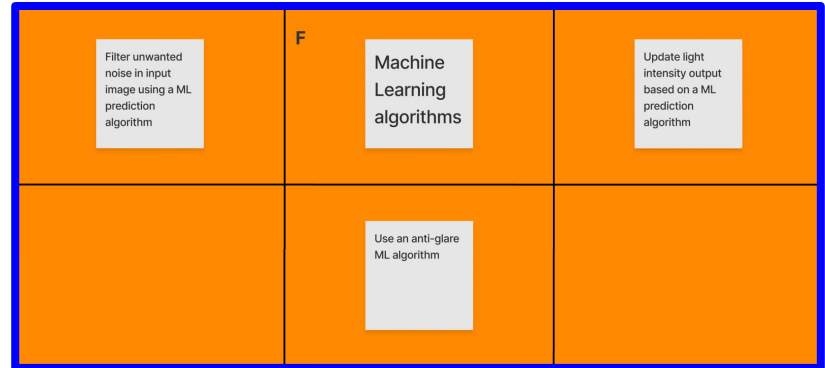 Filter unwanted
noise in input
image using a ML
prediction
algorithm
F
Machine
Learning
algorithms
Update light
intensity output
based on a ML
prediction
algorithm
Use an anti-glare
ML algorithm